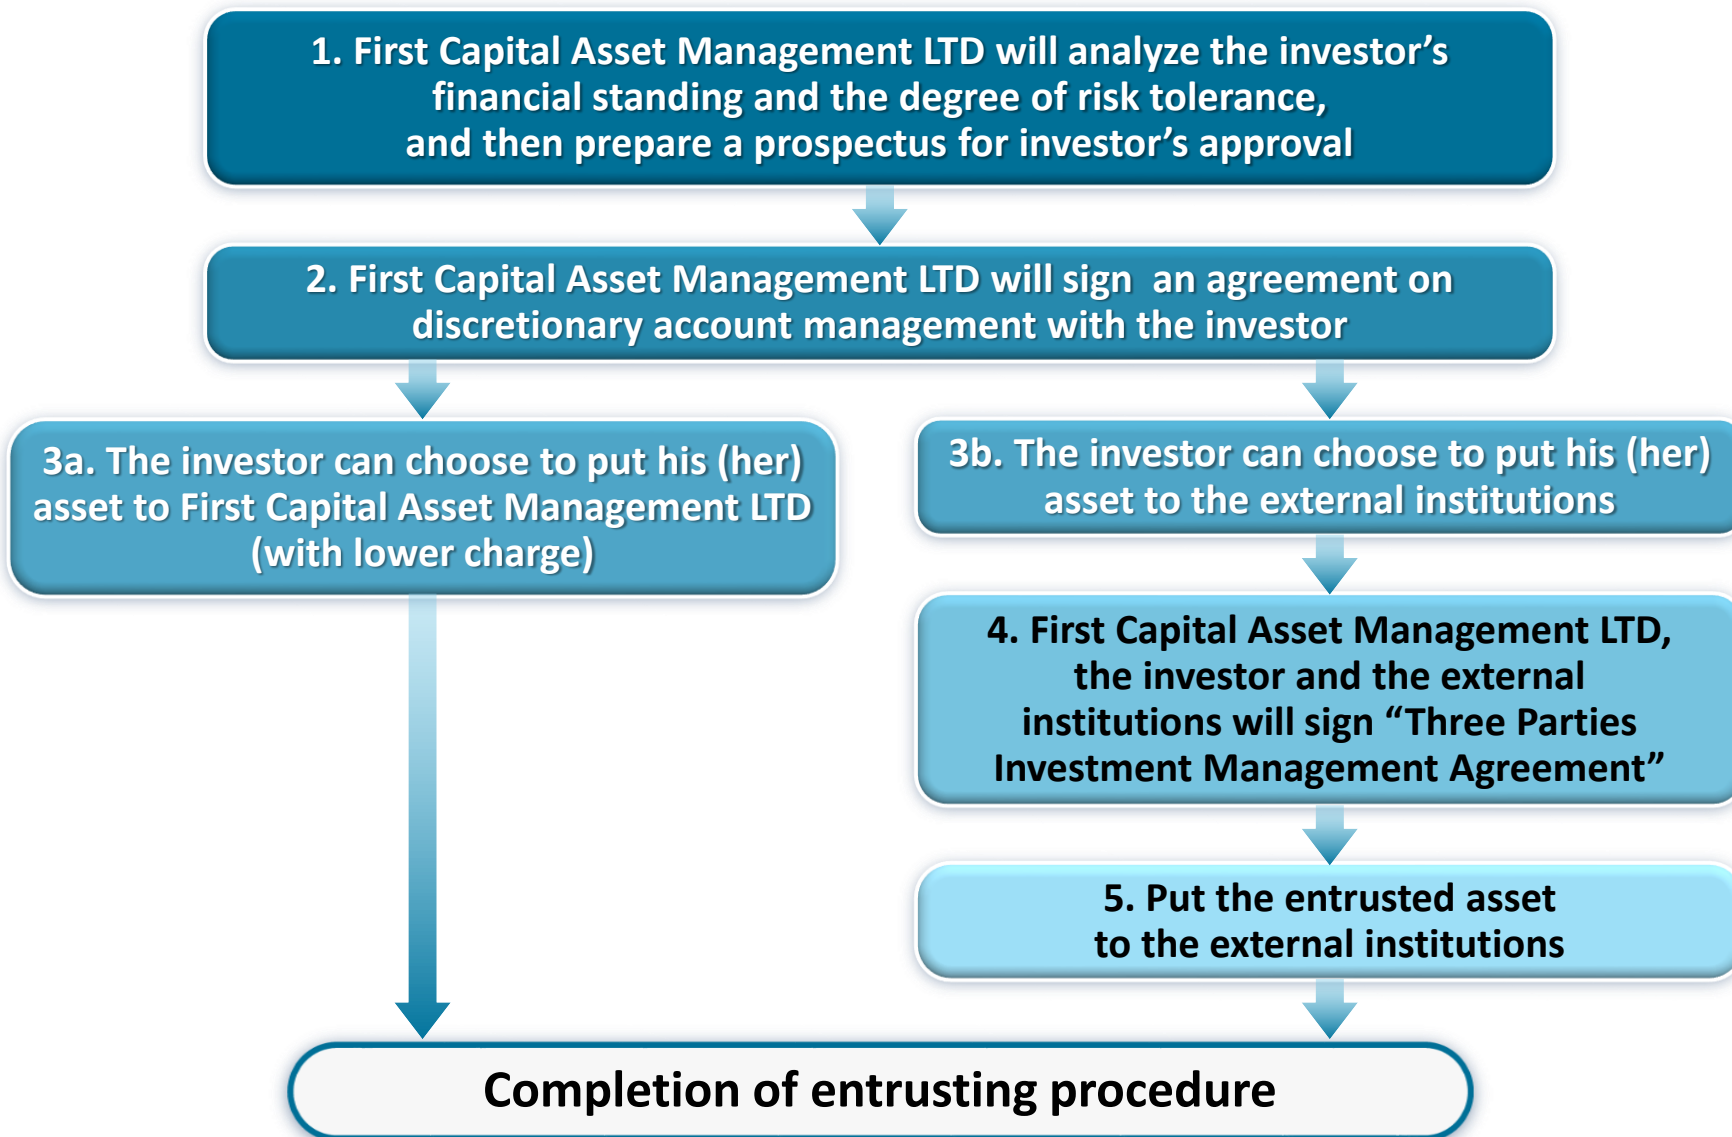 1. First Capital Asset Management LTD will analyze the investor’s
financial standing and the degree of risk tolerance,
and then prepare a prospectus for investor’s approval
2. First Capital Asset Management LTD will sign  an agreement on
discretionary account management with the investor
3a. The investor can choose to put his (her)
asset to First Capital Asset Management LTD
(with lower charge)
3b. The investor can choose to put his (her)
asset to the external institutions
4. First Capital Asset Management LTD,
the investor and the external
institutions will sign “Three Parties
Investment Management Agreement”
5. Put the entrusted asset
to the external institutions
Completion of entrusting procedure